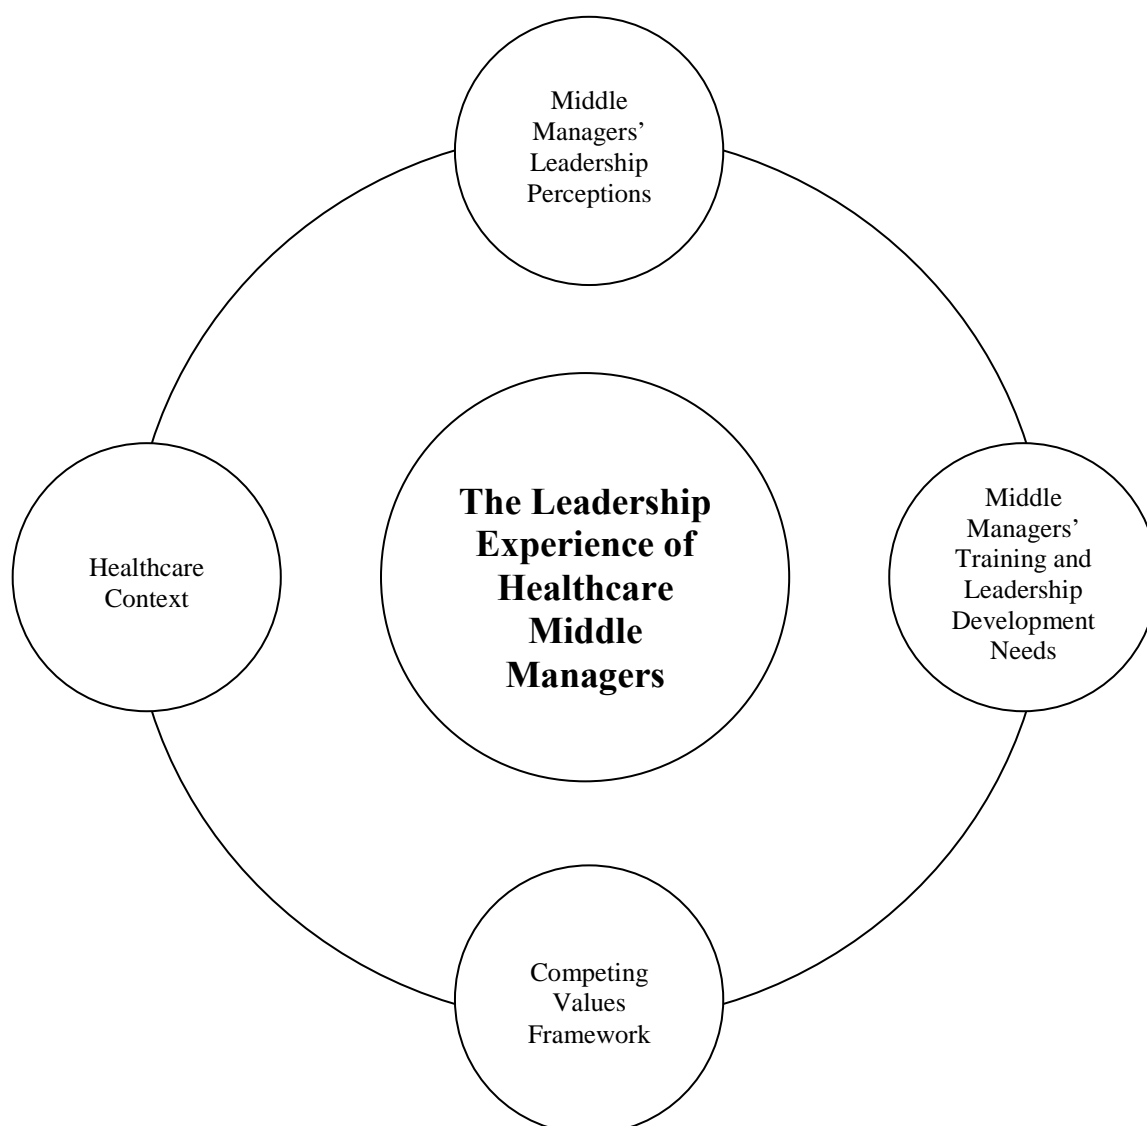 Middle
Managers’
Leadership
Perceptions
The Leadership
Experience of
Healthcare
Middle
Managers
Healthcare
Context
Middle
Managers’
Training and
Leadership
Development
Needs
Competing
Values
Framework